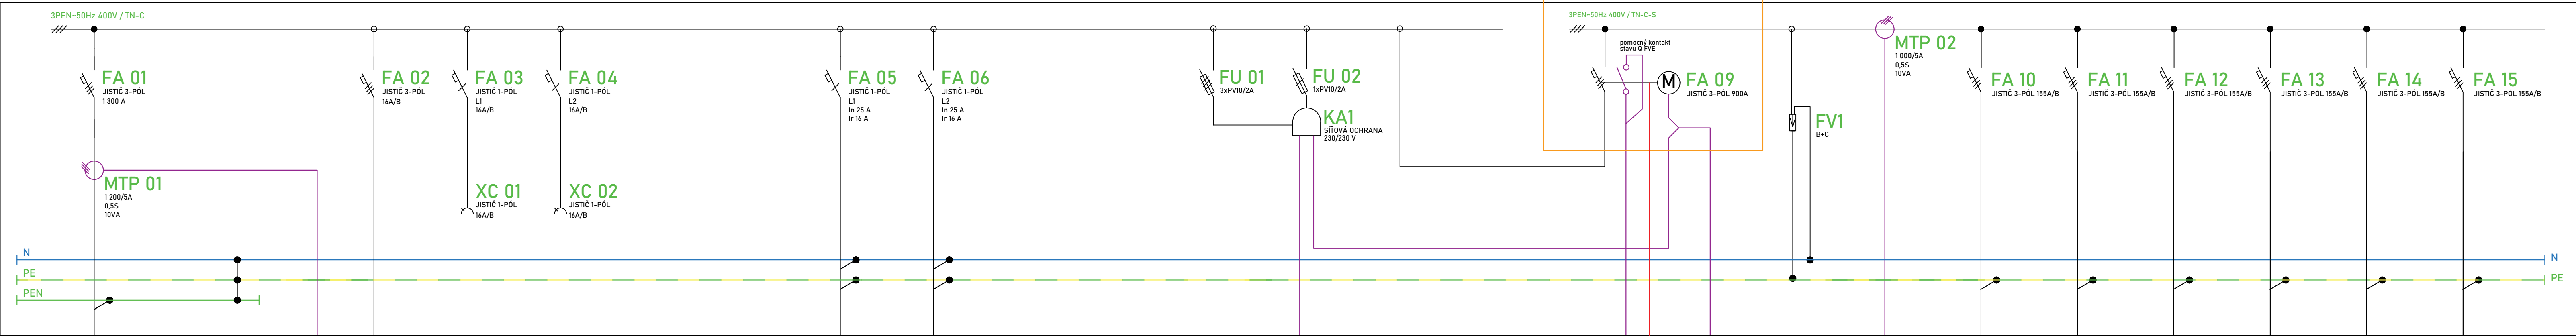 3PEN~50Hz 400V / TN-C
FA 01
JISTIČ 3-PÓL
1 300 A
MTP 01
1 200/5A
0,5S
10VA
FA 02
JISTIČ 3-PÓL
16A/B
FA 03
JISTIČ 1-PÓL
L1
16A/B
XC 01
JISTIČ 1-PÓL
16A/B
FA 04
JISTIČ 1-PÓL
L2
16A/B
XC 02
JISTIČ 1-PÓL
16A/B
FA 05
JISTIČ 1-PÓL
L1
In 25 A
Ir 16 A
FA 06
JISTIČ 1-PÓL
L2
In 25 A
Ir 16 A
FU 01
3xPV10/2A
FU 02
1xPV10/2A
KA1
SÍŤOVÁ OCHRANA
230/230 V
3PEN~50Hz 400V / TN-C-S
pomocný kontakt
stavu Q FVE
M
FA 09
JISTIČ 3-PÓL 900A
FV1
B+C
MTP 02
1 000/5A
0,5S
10VA
FA 10
JISTIČ 3-PÓL 155A/B
FA 11
JISTIČ 3-PÓL 155A/B
FA 12
JISTIČ 3-PÓL 155A/B
FA 13
JISTIČ 3-PÓL 155A/B
FA 14
JISTIČ 3-PÓL 155A/B
FA 15
JISTIČ 3-PÓL 155A/B
N
PE
PEN
N
PE